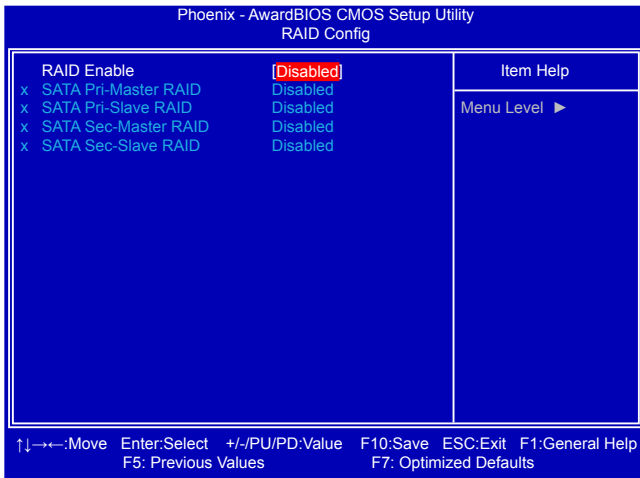 Phoenix - AwardBIOS CMOS Setup Utility
RAID Config
RAID Enable [Disabled]
x SATA Pri-Master RAID Disabled
x SATA Pri-Slave RAID Disabled
x SATA Sec-Master RAID Disabled
x SATA Sec-Slave RAID Disabled
Item Help
Menu Level ►
↑↓→←:Move Enter:Select +/-/PU/PD:Value F10:Save ESC:Exit F1:General Help
F5: Previous Values F7: Optimized Defaults